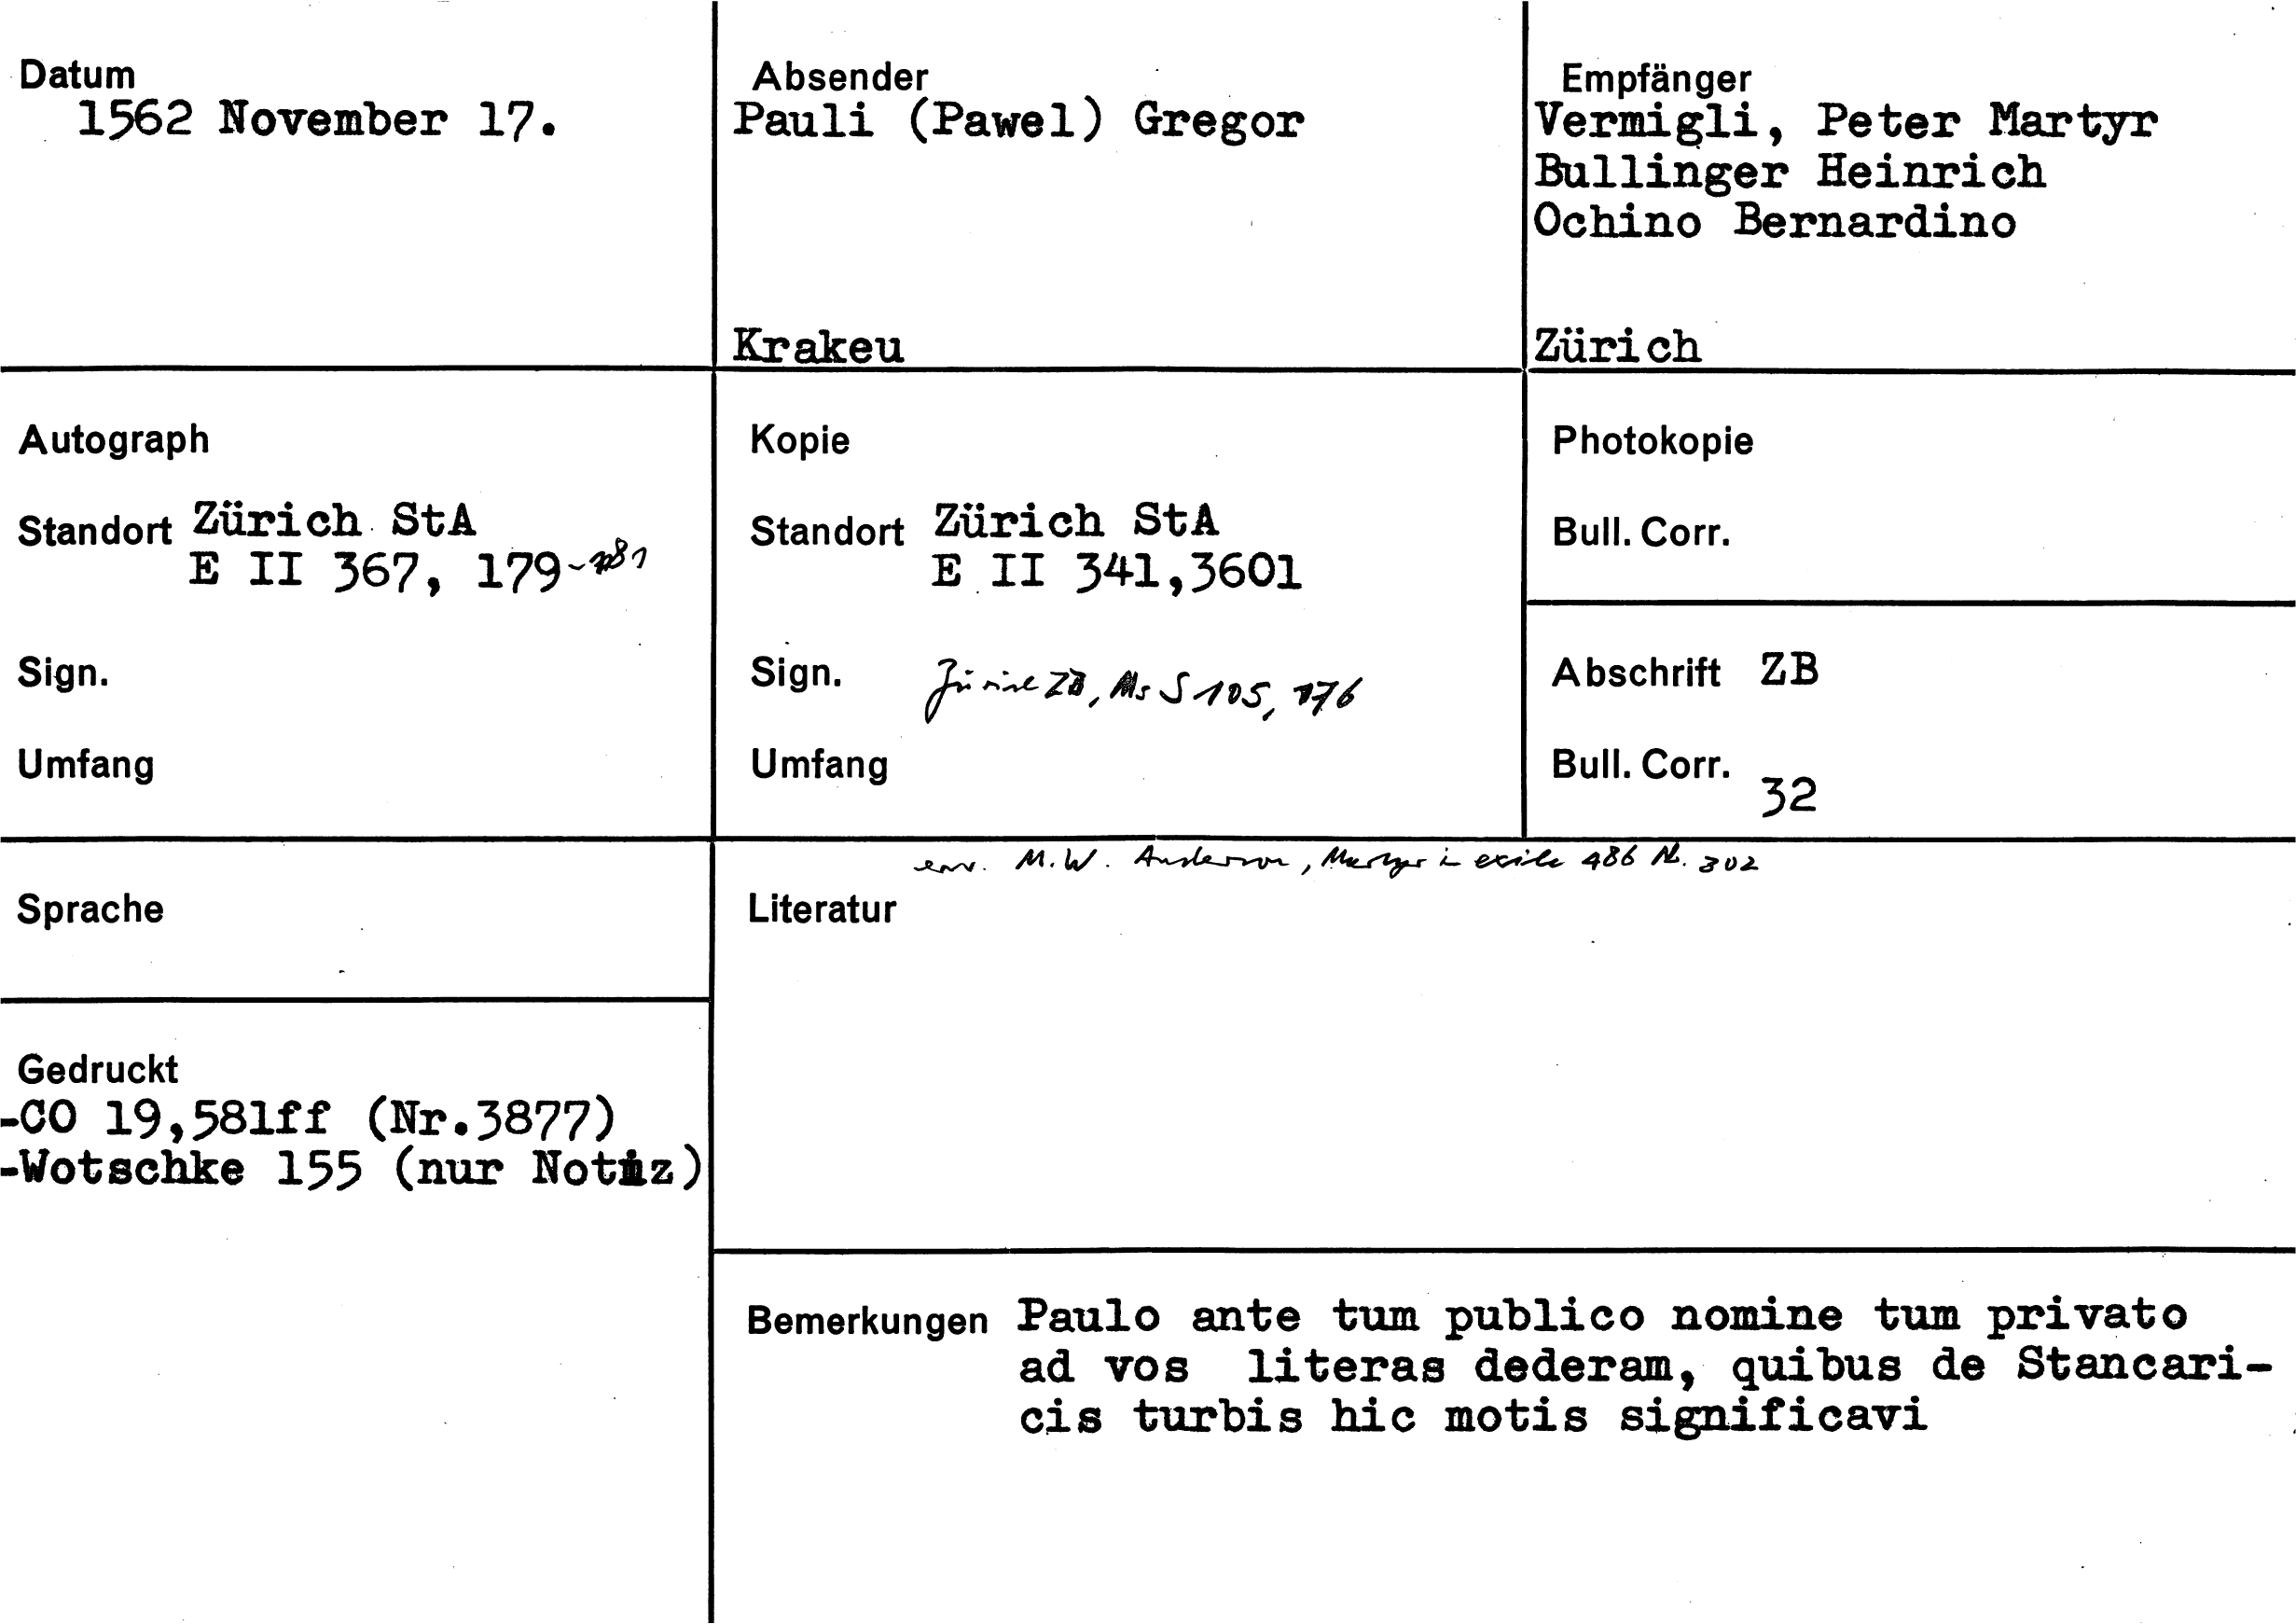 Datum
1562 November 17.
Absender
Pauli (Pawel) Gregor
Krakeu
Empfänger
Vermigli, Peter Martyr
Bullinger Heinrich
Ochino Bernardino
Zürich
Autograph
Standort Zürich StA
E II 367, 179-181
Sign.
Umfang
Kopie
Standort Zürich StA
E II 341,3601
Sign. Zürich ZB, Ms S 105, 176
Umfang
Photokopie
Bull. Corr.
Abschrift ZB
Bull. Corr. 32
Sprache
Gedruckt
-CO 19,581ff (Nr.3877)
-Wotschke 155 (nur Notiz)
erw. M.W. Anderson, Martyr in exile 486 Nr. 302
Literatur
Bemerkungen Paulo ante tum publico nomine tum privato
ad vos literas dederam, quibus de Stancari-
cis turbis hic motis significavi